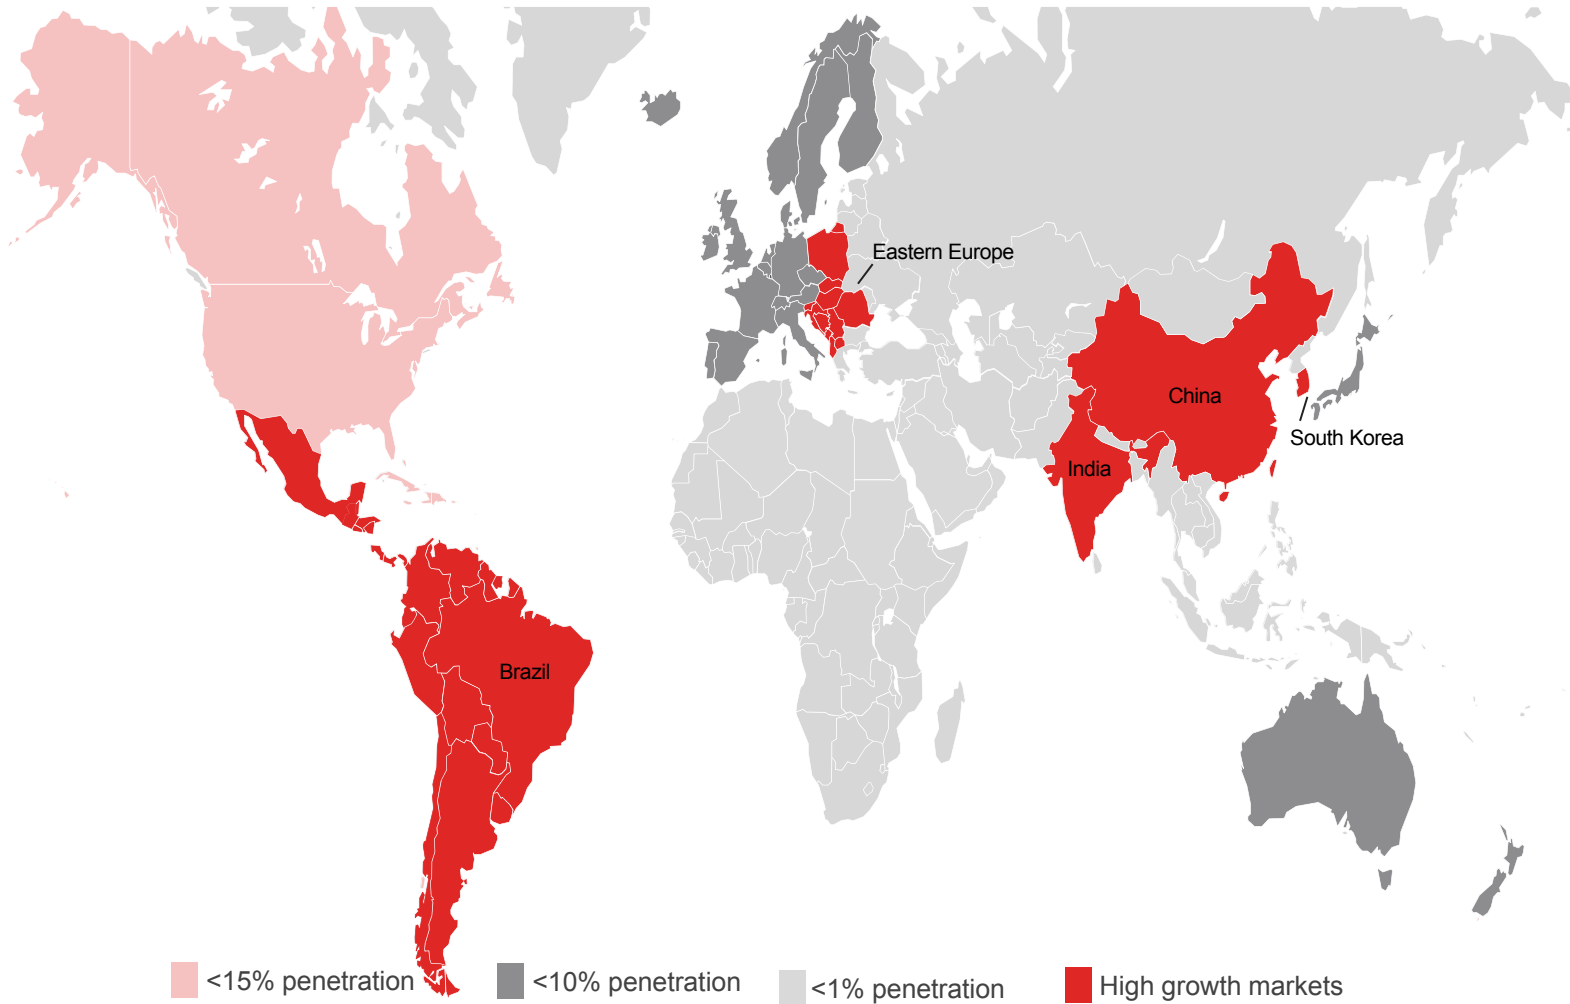 Eastern Europe
China
South Korea
India
Brazil
<15% penetration
<10% penetration
<1% penetration
High growth markets